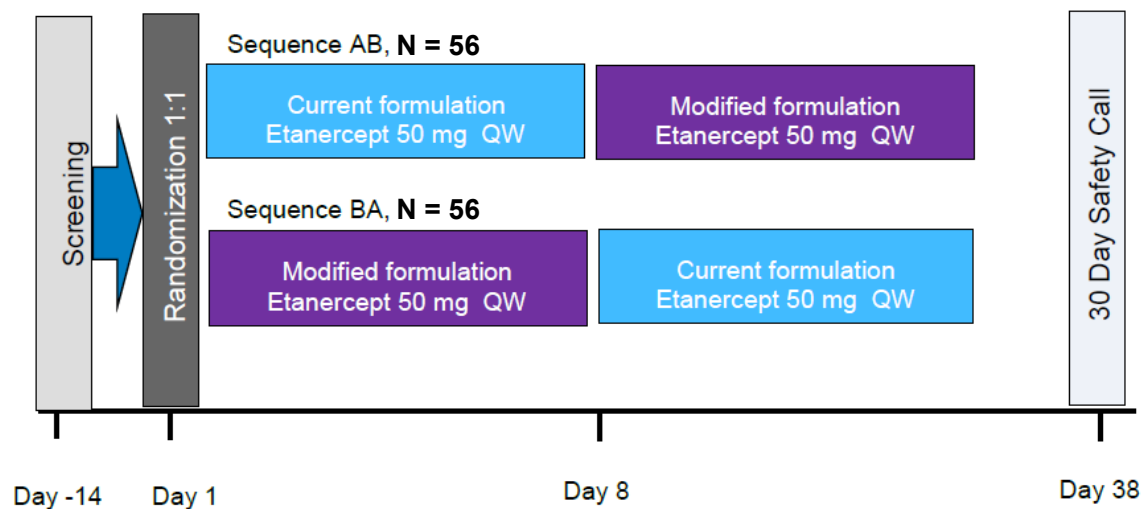 Screening
Randomization 1:1
Sequence AB, N = 56
Current formulation
Etanercept 50 mg QW
Modified formulation
Etanercept 50 mg QW
Sequence BA, N = 56
Modified formulation
Etanercept 50 mg QW
Current formulation
Etanercept 50 mg QW
30 Day Safety Call
Day -14
Day 1
Day 8
Day 38